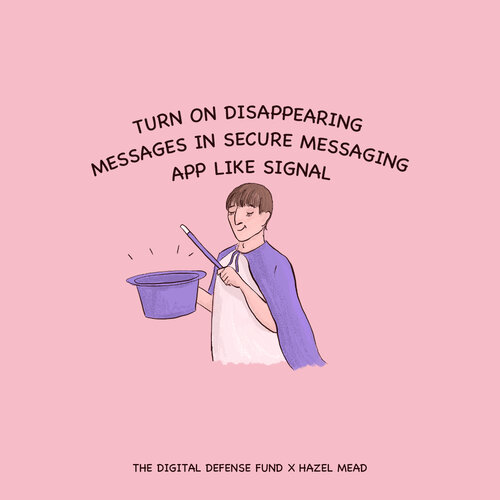 TURN ON DISAPPEARING
MESSAGES IN SECURE MESSAGING
APP LIKE SIGNAL
THE DIGITAL DEFENSE FUND X HAZEL MEAD